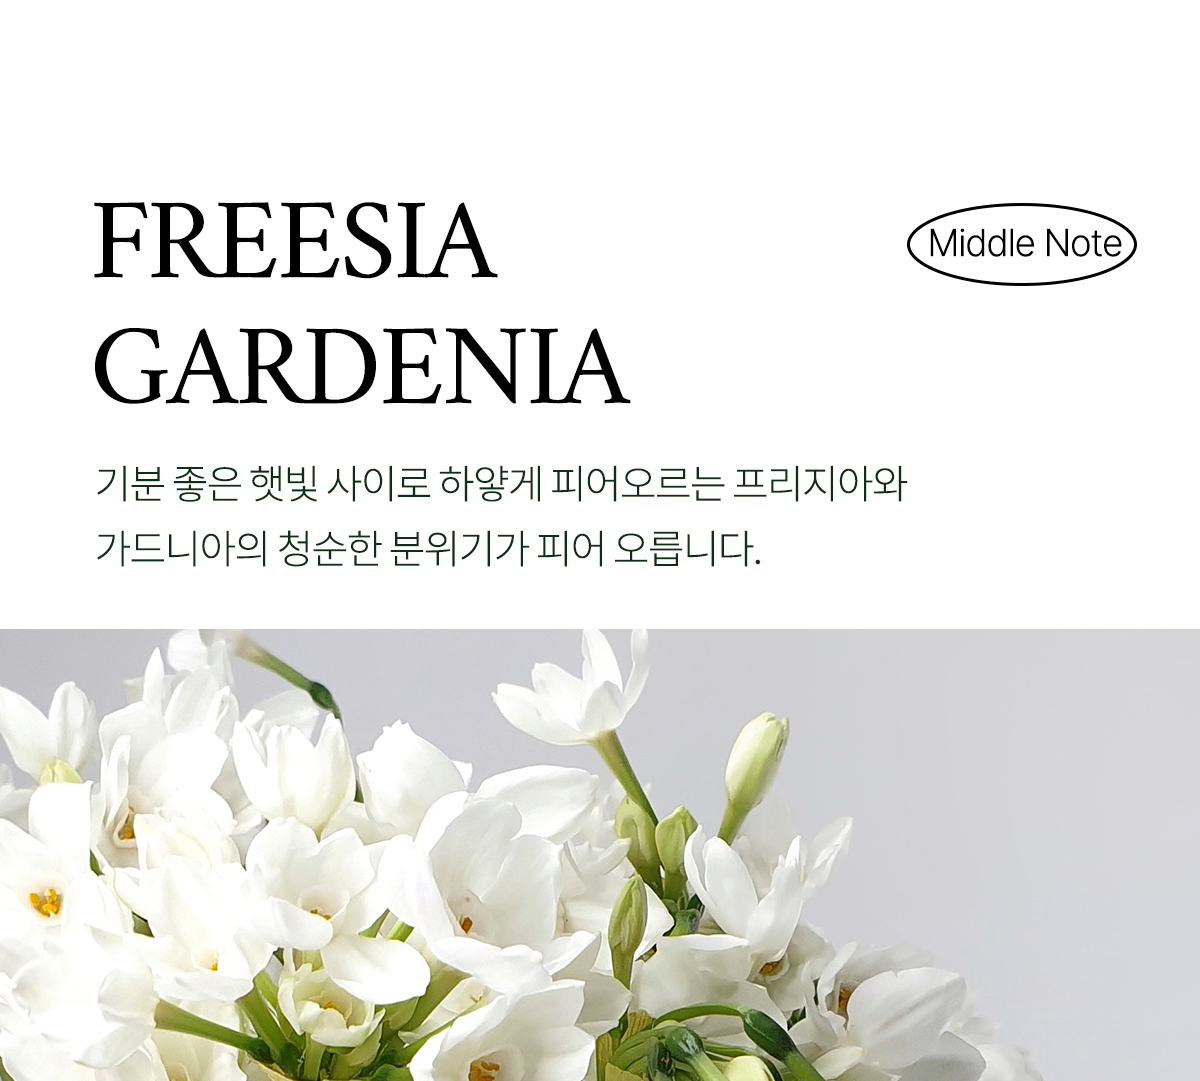 FREESIA
Middle Note
GARDENIA
기분 좋은 햇빛 사이로 하얗게 피어오르는 프리지아와
가드니아의 청순한 분위기가 피어 오릅니다.